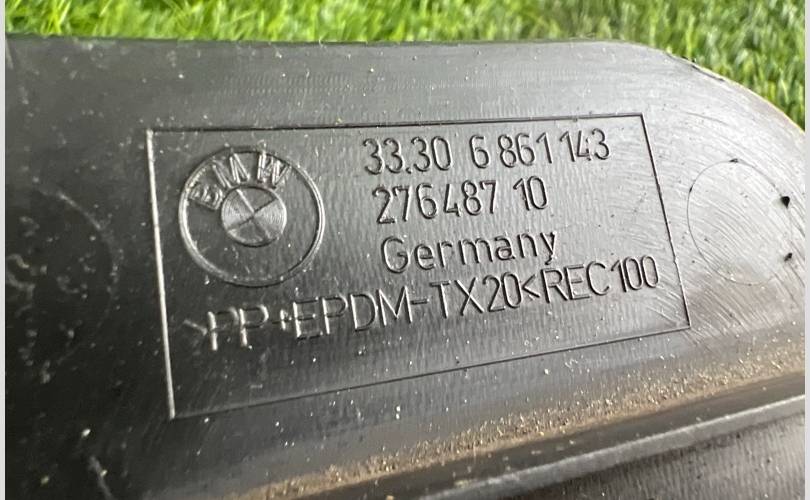 BMW
33.30 6 861 143
276487 10
Germany
>PP+EPDM-TX20<REC100